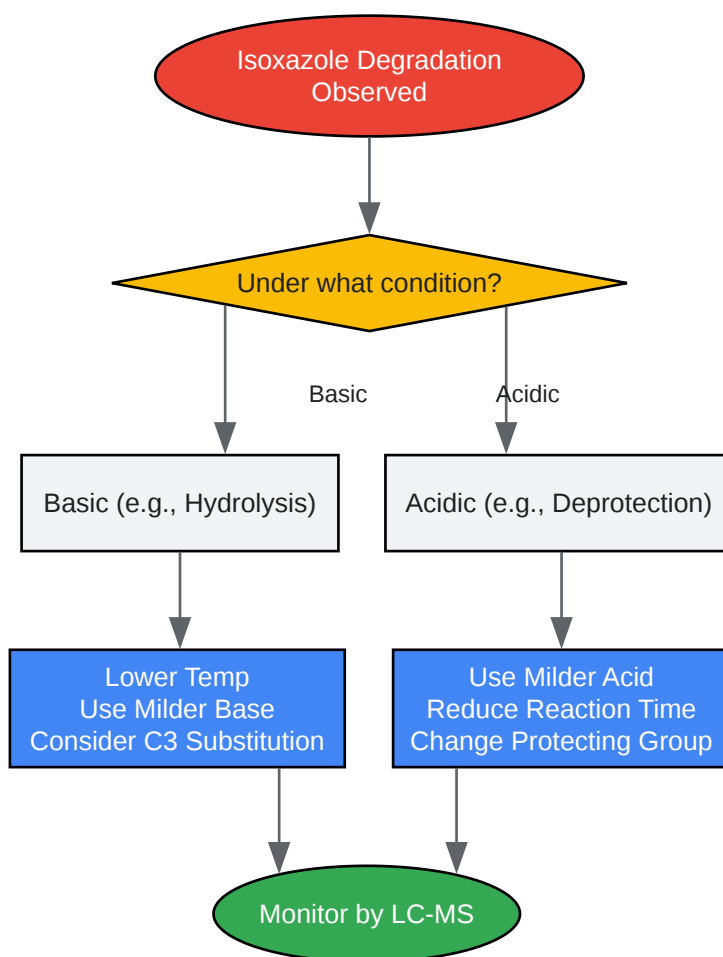 Isoxazole Degradation
Observed
Under what condition?
Basic
Acidic
Basic (e.g., Hydrolysis)
Acidic (e.g., Deprotection)
Lower Temp
Use Milder Base
Consider C3 Substitution
Use Milder Acid
Reduce Reaction Time
Change Protecting Group
Monitor by LC-MS